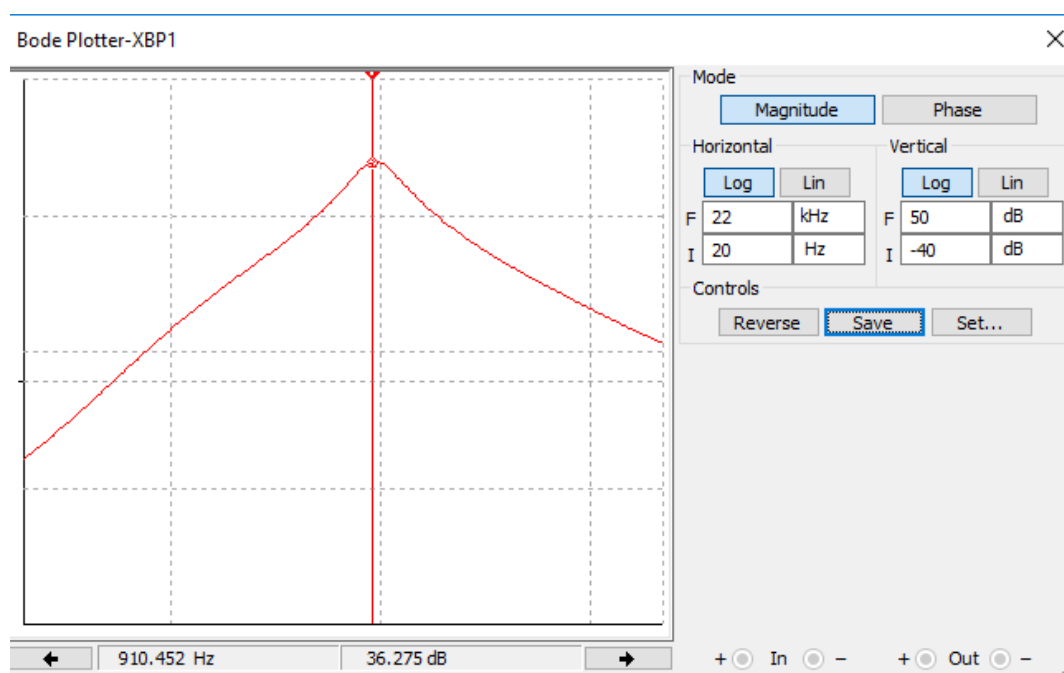 Bode Plotter-XBP1
Mode
Magnitude Phase
Horizontal Vertical
Log Lin Log Lin
F 22 kHz F 50 dB
I 20 Hz I -40 dB
Controls
Reverse Save Set...
910.452 Hz 36.275 dB + In - + Out -